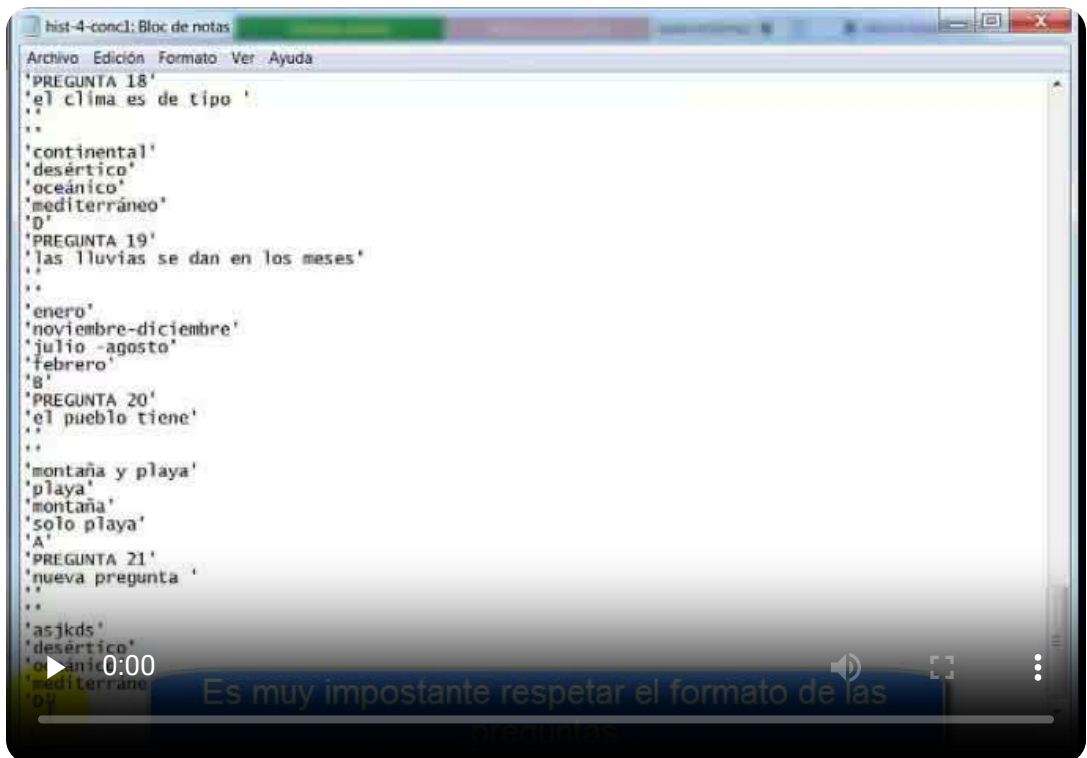 hist-4-conc1: Bloc de notas
Archivo Edición Formato Ver Ayuda
'PREGUNTA 18'
'el clima es de tipo '
''
''
'continental'
'desértico'
'oceánico'
'mediterráneo'
'D'
'PREGUNTA 19'
'las lluvias se dan en los meses'
''
''
'enero'
'noviembre-diciembre'
'julio -agosto'
'febrero'
'B'
'PREGUNTA 20'
'el pueblo tiene'
''
''
'montaña y playa'
'playa'
'montaña'
'solo playa'
'A'
'PREGUNTA 21'
'nueva pregunta '
''
''
'asjkds'
'desértico'
'oceánico
'mediterrane
'D'
0:00
Es muy impostante respetar el formato de las
preguntas.